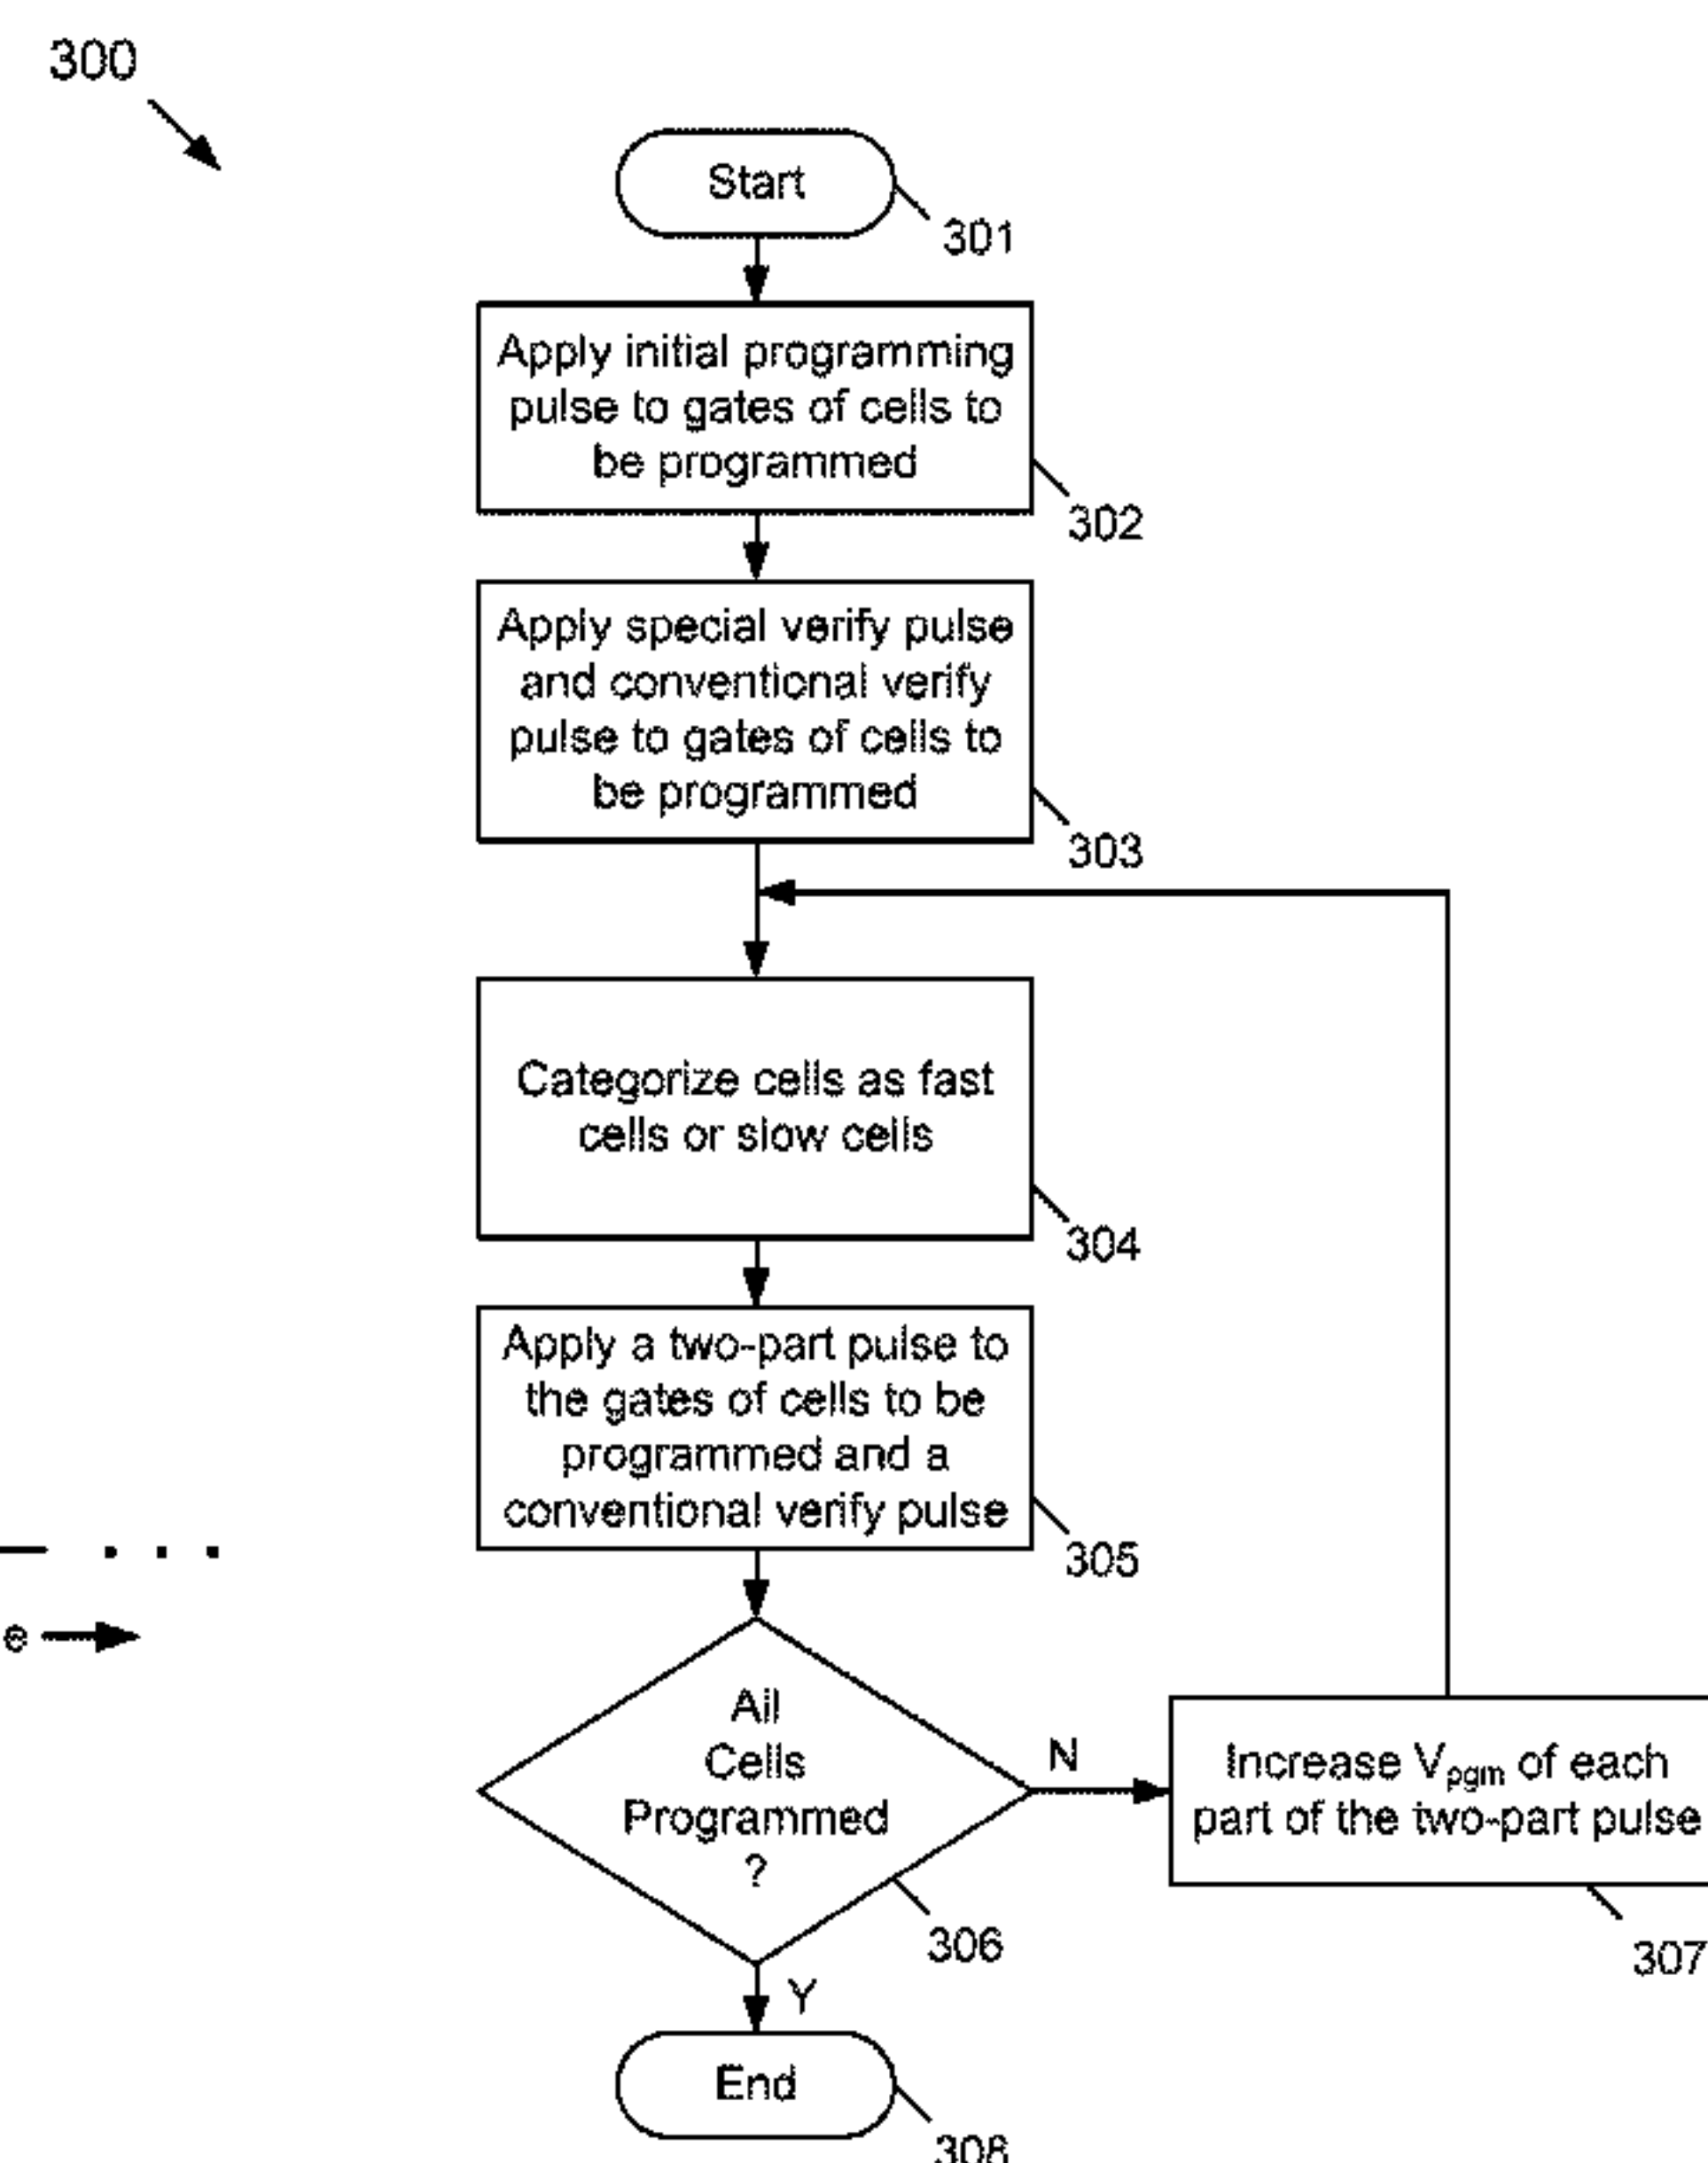 300
Start
301
Apply initial programming
pulse to gates of cells to
be programmed
302
Apply special verify pulse
and conventional verify
pulse to gates of cells to
be programmed
303
Categorize cells as fast
cells or slow cells
304
Apply a two-part pulse to
the gates of cells to be
programmed and a
conventional verify pulse
305
e
All
Cells
Programmed
?
N
Increase Vpgm of each
part of the two-part pulse
306
307
Y
End
308